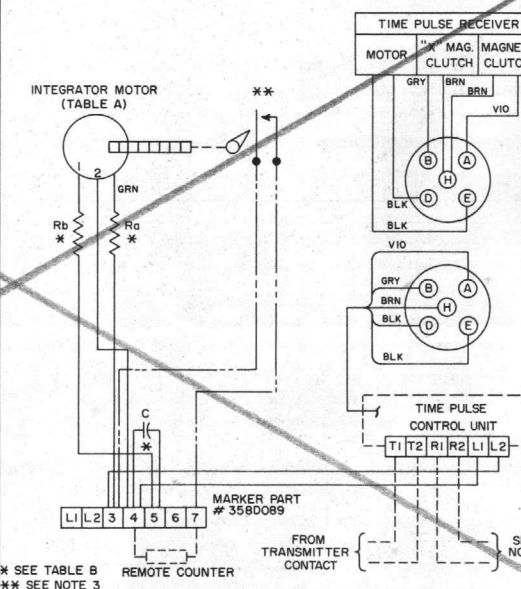 TIME PULSE RECEIVER
MOTOR
"X" MAG. CLUTCH
GRY
BRN
BRN
VIO
INTEGRATOR MOTOR
(TABLE A)
**
1
2
GRN
Rb
*
Ra
*
B
A
H
D
E
BLK
BLK
VIO
GRY
BRN
BLK
BLK
B
A
H
D
E
C
*
TIME PULSE
CONTROL UNIT
T1 T2 R1 R2 L1 L2
MARKER PART
# 358D089
L1 L2 3 4 5 6 7
REMOTE COUNTER
FROM
TRANSMITTER
CONTACT
* SEE TABLE B
** SEE NOTE 3